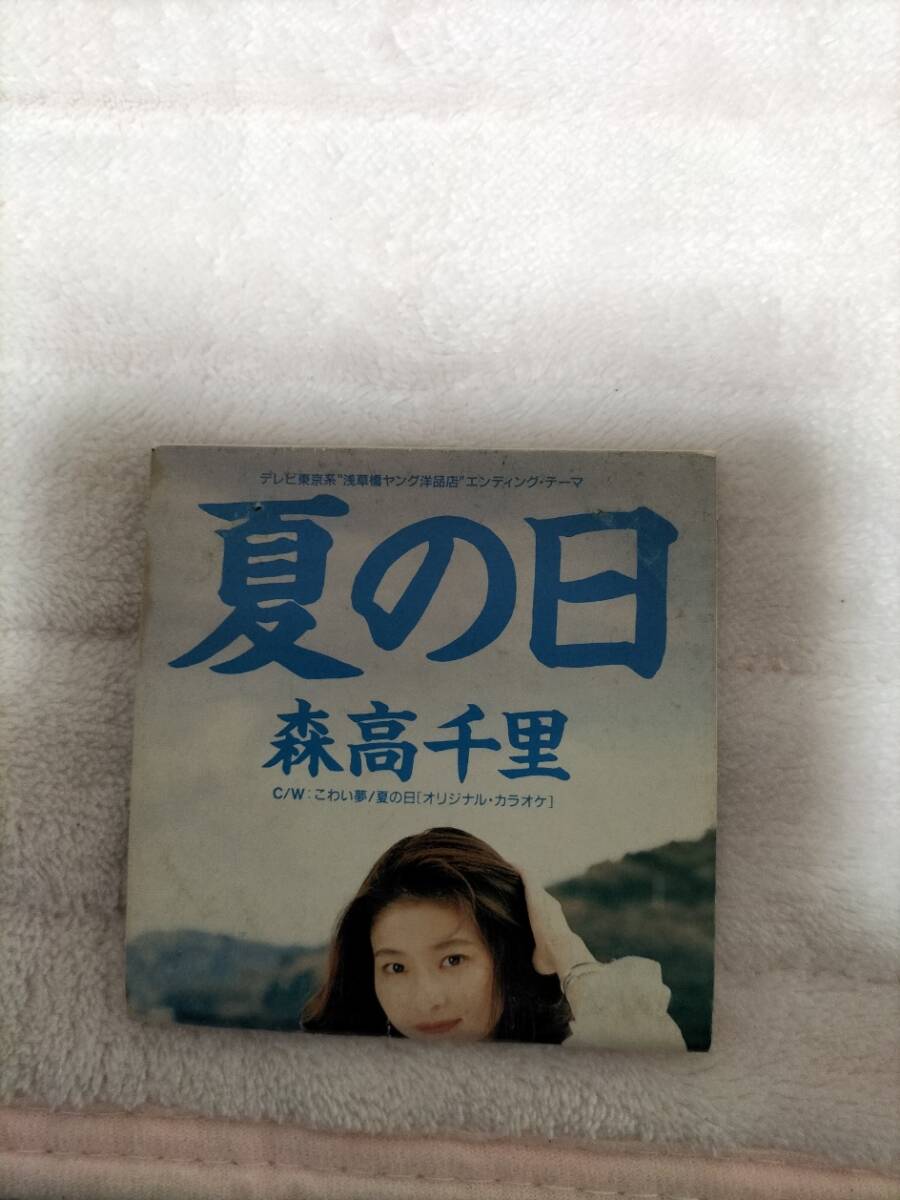 テレビ東京系"浅草橋ヤング洋品店"エンディング・テーマ
夏の日
森高千里
C/W:こわい夢/夏の日[オリジナル・カラオケ]